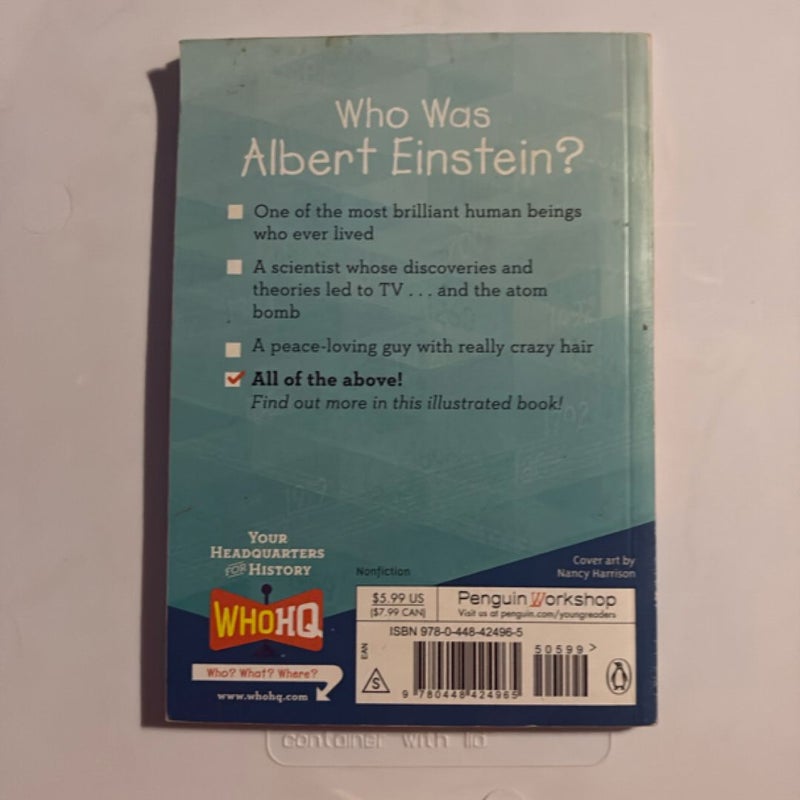 Who Was
Albert Einstein?
One of the most brilliant human beings
who ever lived
A scientist whose discoveries and
theories led to TV . . . and the atom
bomb
A peace-loving guy with really crazy hair
All of the above!
Find out more in this illustrated book!
YOUR
HEADQUARTERS
FOR HISTORY
WHOHQ
Who? What? Where?
www.whohq.com
Nonfiction
Cover art by
Nancy Harrison
$5.99 US
($7.99 CAN)
Penguin Workshop
Visit us at penguin.com/youngreaders
ISBN 978-0-448-42496-5
50599>
EAN
S
9 780448 424965
container with lid